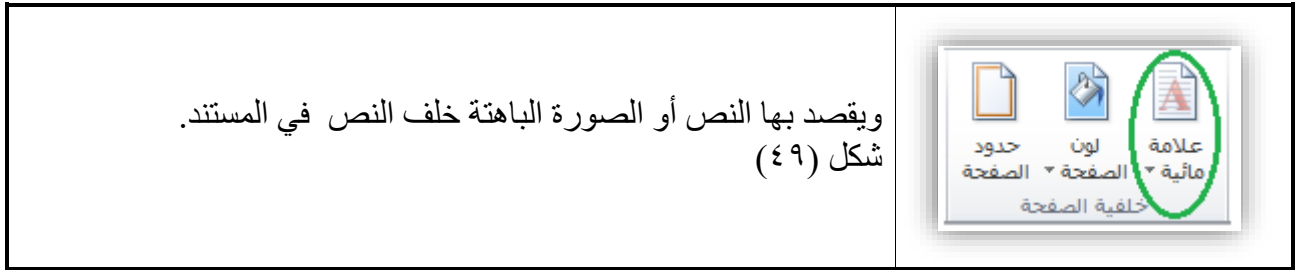 علامة مائية
لون الصفحة
حدود الصفحة
خلفية الصفحة
ويقصد بها النص أو الصورة الباهتة خلف النص في المستند.
شكل (٤٩)